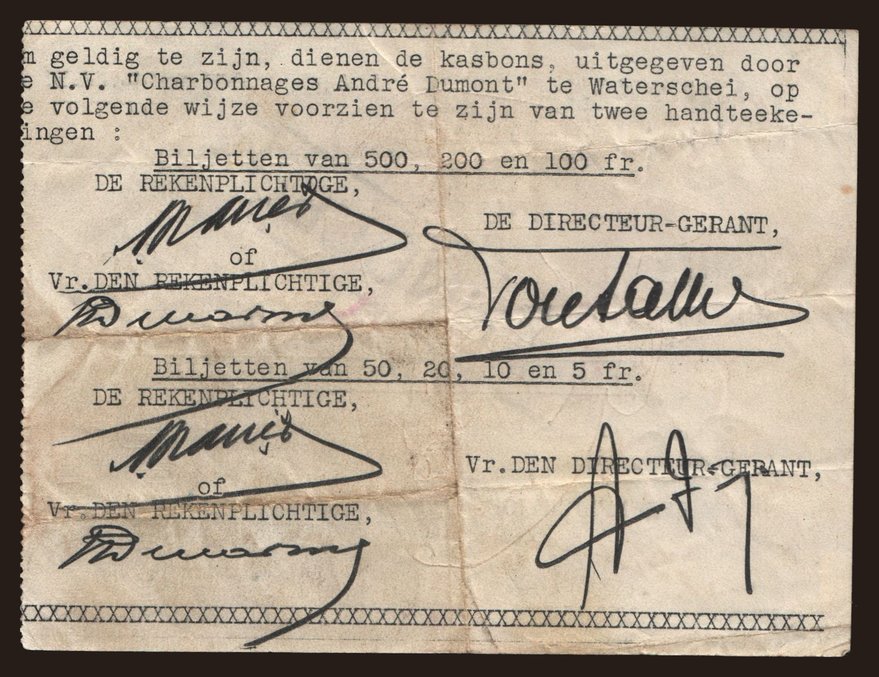 m geldig te zijn, dienen de kasbons, uitgegeven door
e N.V. "Charbonnages André Dumont" te Waterschei, op
e volgende wijze voorzien te zijn van twee handteeke-
ingen :
Biljetten van 500, 200 en 100 fr.
DE REKENPLICHTIGE,
DE DIRECTEUR-GERANT,
of
Vr.DEN REKENPLICHTIGE,
Biljetten van 50, 20, 10 en 5 fr.
DE REKENPLICHTIGE,
Vr.DEN DIRECTEUR-GERANT,
of
Vr.DEN REKENPLICHTIGE,